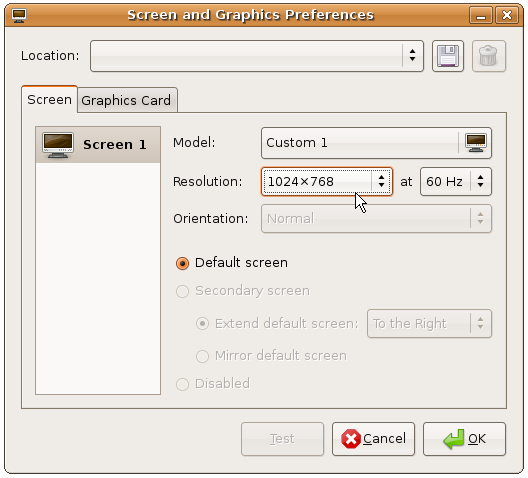 Screen and Graphics Preferences
Location:
Screen
Graphics Card
Screen 1
Model: Custom 1
Resolution: 1024×768 at 60 Hz
Orientation: Normal
Default screen
Secondary screen
Extend default screen: To the Right
Mirror default screen
Disabled
Test
Cancel
OK